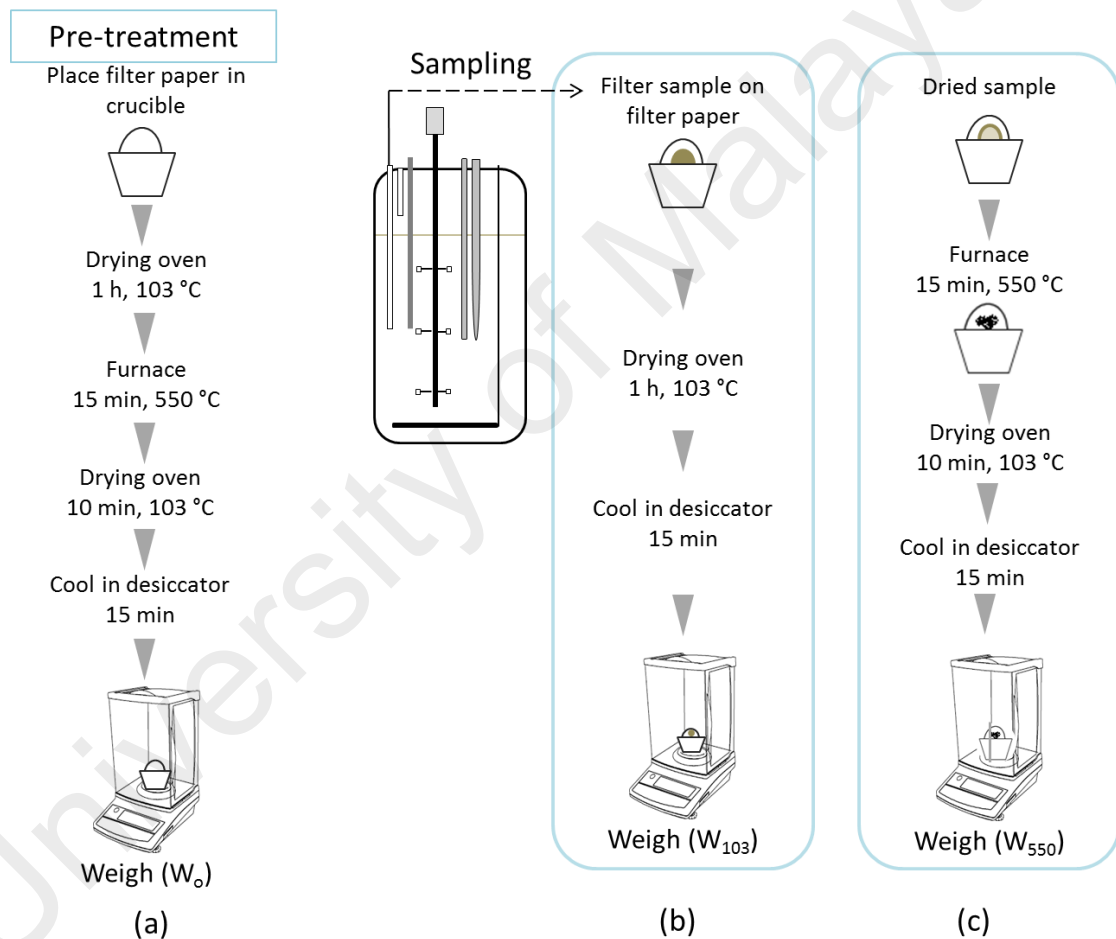 Pre-treatment
Place filter paper in
crucible
Drying oven
1 h, 103 °C
Furnace
15 min, 550 °C
Drying oven
10 min, 103 °C
Cool in desiccator
15 min
Weigh (Wₒ)
(a)
Sampling
Filter sample on
filter paper
Drying oven
1 h, 103 °C
Cool in desiccator
15 min
Weigh (W₁₀₃)
(b)
Dried sample
Furnace
15 min, 550 °C
Drying oven
10 min, 103 °C
Cool in desiccator
15 min
Weigh (W₅₅₀)
(c)
University of Malaya